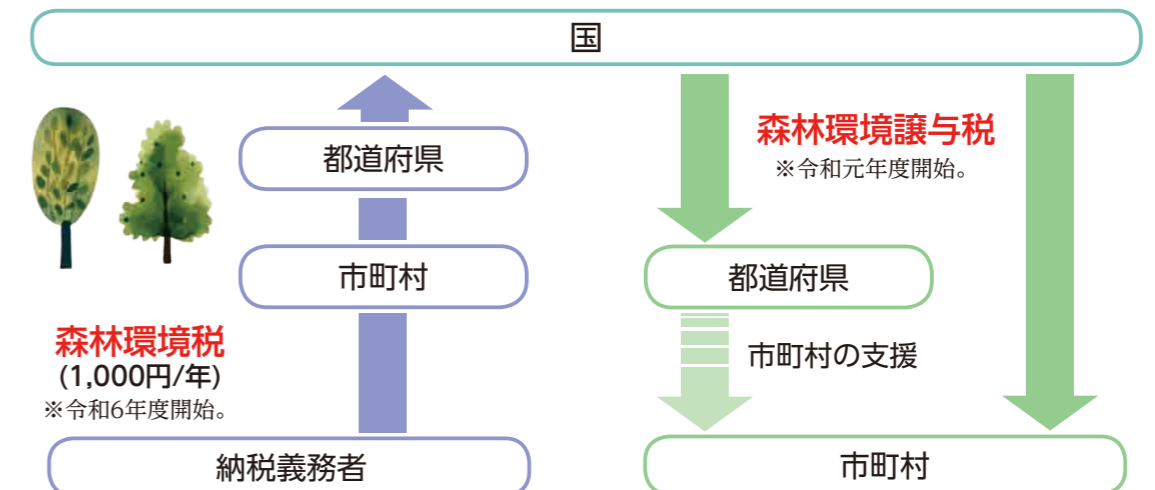 国
都道府県
市町村
森林環境税
(1,000円/年)
※令和6年度開始。
納税義務者
森林環境譲与税
※令和元年度開始。
都道府県
市町村の支援
市町村